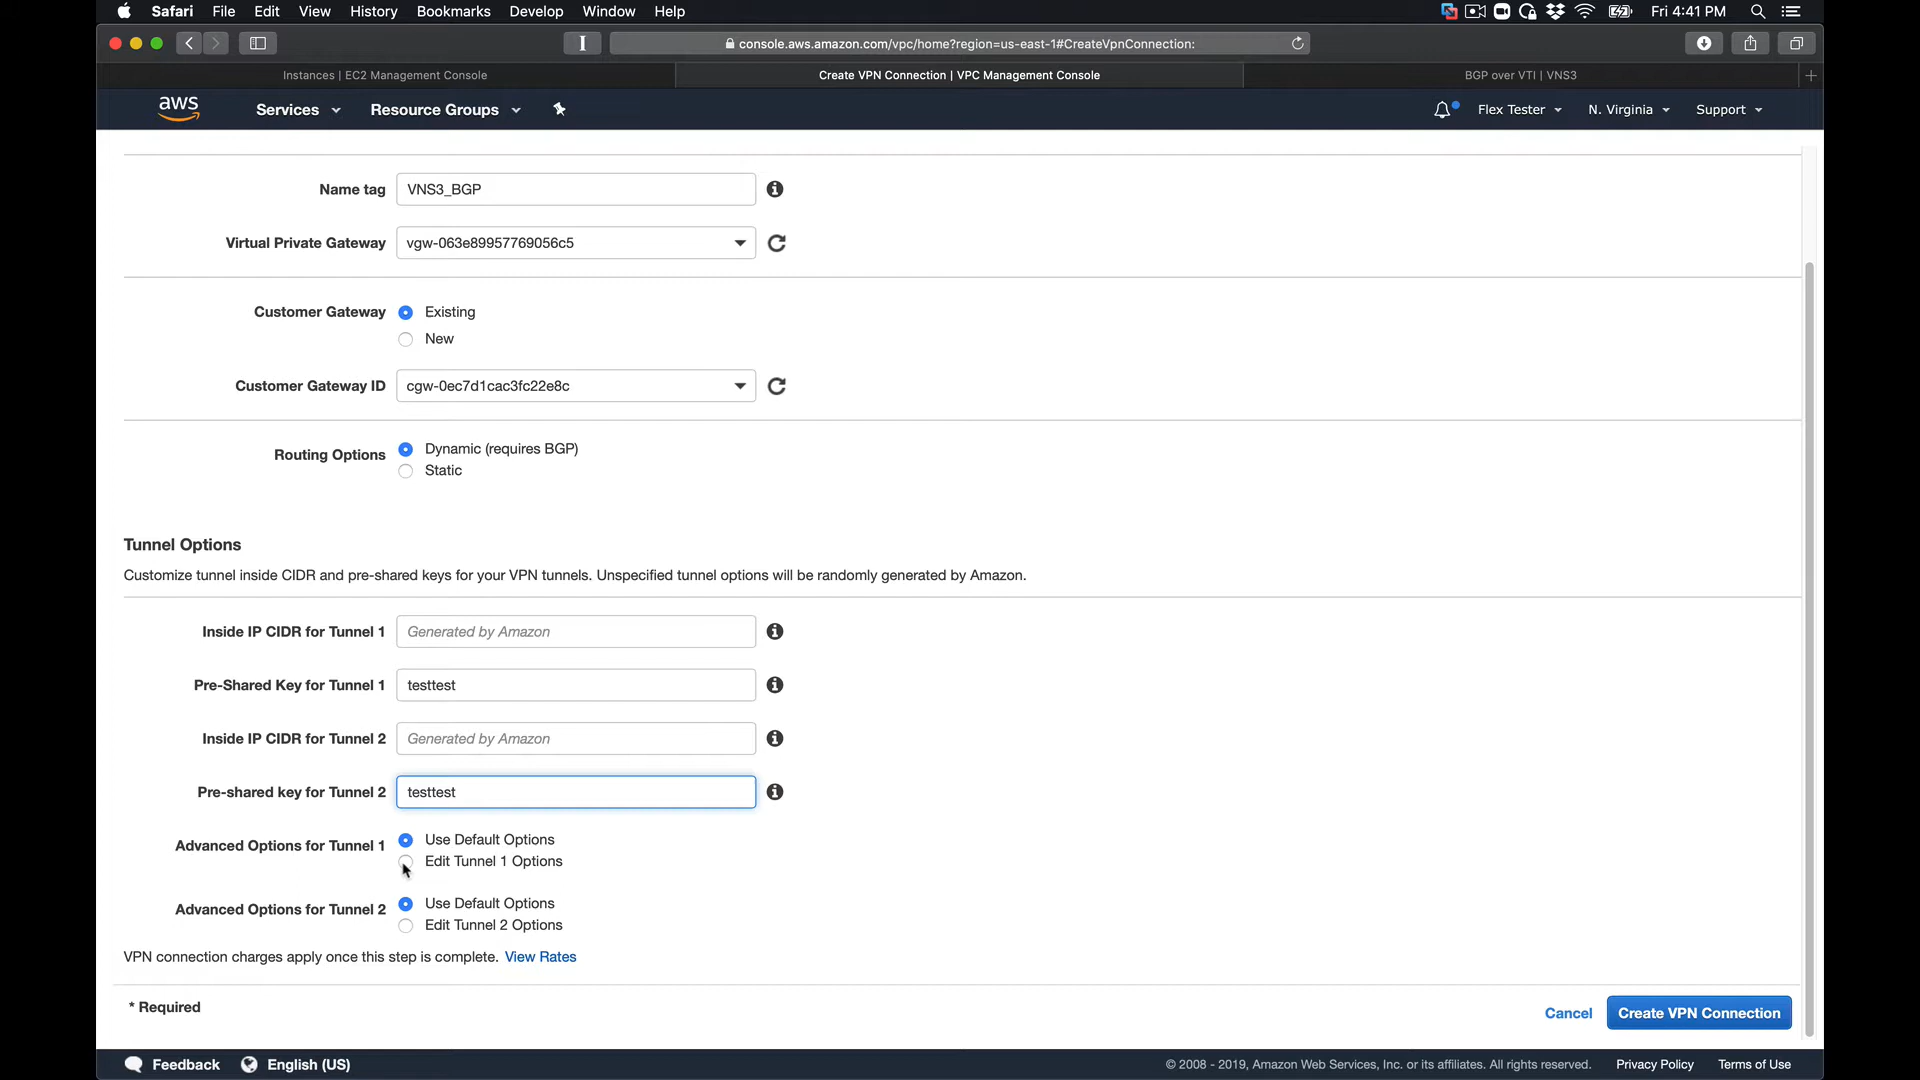 Safari File Edit View History Bookmarks Develop Window Help Fri 4:41 PM
console.aws.amazon.com/vpc/home?region=us-east-1#CreateVpnConnection:
Instances | EC2 Management Console Create VPN Connection | VPC Management Console BGP over VTI | VNS3
aws Services Resource Groups Flex Tester N. Virginia Support
Name tag VNS3_BGP
Virtual Private Gateway vgw-063e89957769056c5
Customer Gateway Existing
New
Customer Gateway ID cgw-0ec7d1cac3fc22e8c
Routing Options Dynamic (requires BGP)
Static
Tunnel Options
Customize tunnel inside CIDR and pre-shared keys for your VPN tunnels. Unspecified tunnel options will be randomly generated by Amazon.
Inside IP CIDR for Tunnel 1 Generated by Amazon
Pre-Shared Key for Tunnel 1 testtest
Inside IP CIDR for Tunnel 2 Generated by Amazon
Pre-shared key for Tunnel 2 testtest
Advanced Options for Tunnel 1 Use Default Options
Edit Tunnel 1 Options
Advanced Options for Tunnel 2 Use Default Options
Edit Tunnel 2 Options
VPN connection charges apply once this step is complete. View Rates
* Required Cancel Create VPN Connection
Feedback English (US) © 2008 - 2019, Amazon Web Services, Inc. or its affiliates. All rights reserved. Privacy Policy Terms of Use